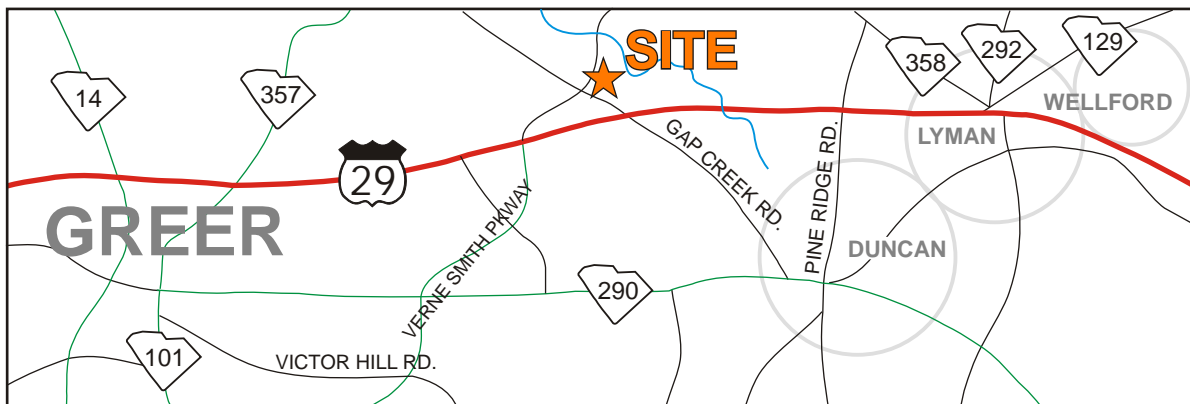 SITE
129
292
358
14
357
WELLFORD
LYMAN
29
GAP CREEK RD.
PINE RIDGE RD.
VERNE SMITH PKWAY
GREER
DUNCAN
290
101
VICTOR HILL RD.